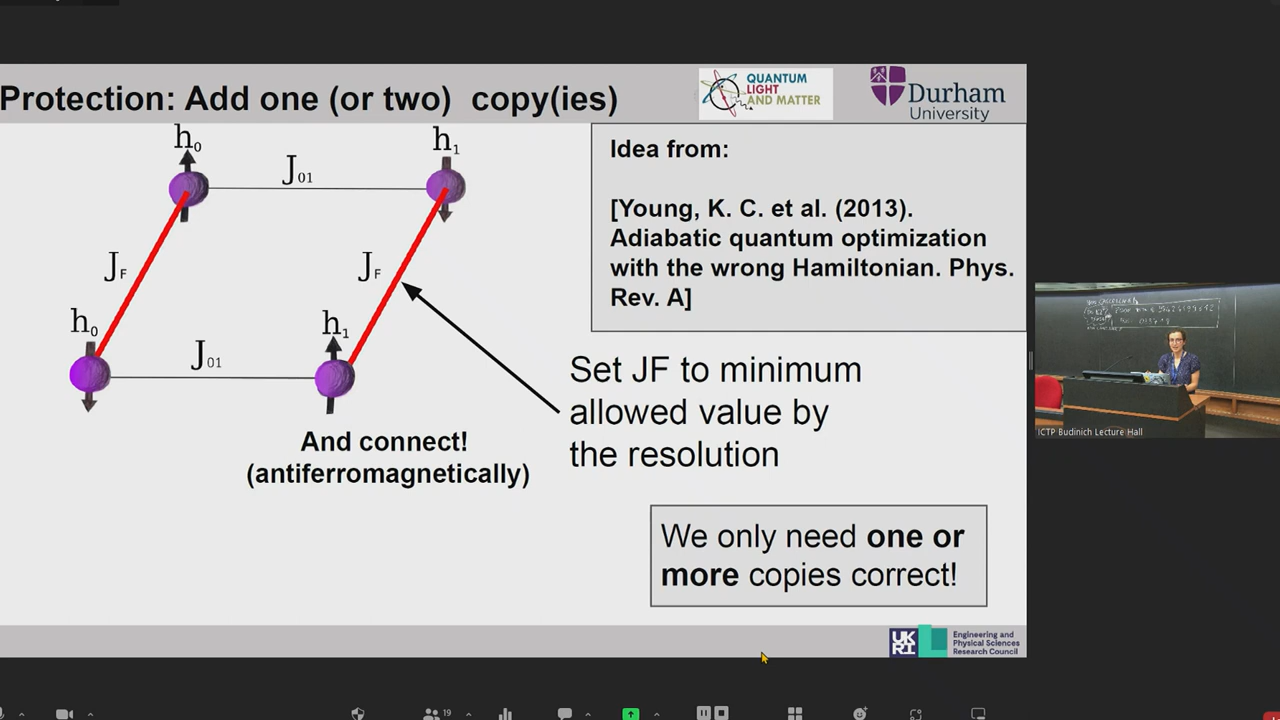 Protection: Add one (or two) copy(ies)
QUANTUM
LIGHT
AND MATTER
Durham
University
h₀
h₁
J₀₁
J_F
J_F
h₀
h₁
J₀₁
And connect!
(antiferromagnetically)
Idea from:
[Young, K. C. et al. (2013).
Adiabatic quantum optimization
with the wrong Hamiltonian. Phys.
Rev. A]
Set JF to minimum
allowed value by
the resolution
We only need one or
more copies correct!
UK
RI
Engineering and
Physical Sciences
Research Council
ICTP Budinich Lecture Hall
19